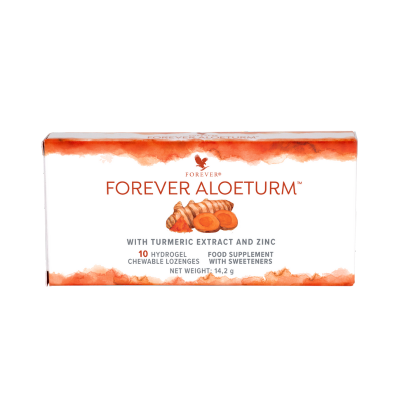 FOREVER®
FOREVER ALOETURM™
WITH TURMERIC EXTRACT AND ZINC
10 HYDROGEL
CHEWABLE LOZENGES
FOOD SUPPLEMENT
WITH SWEETENERS
NET WEIGHT: 14,2 g